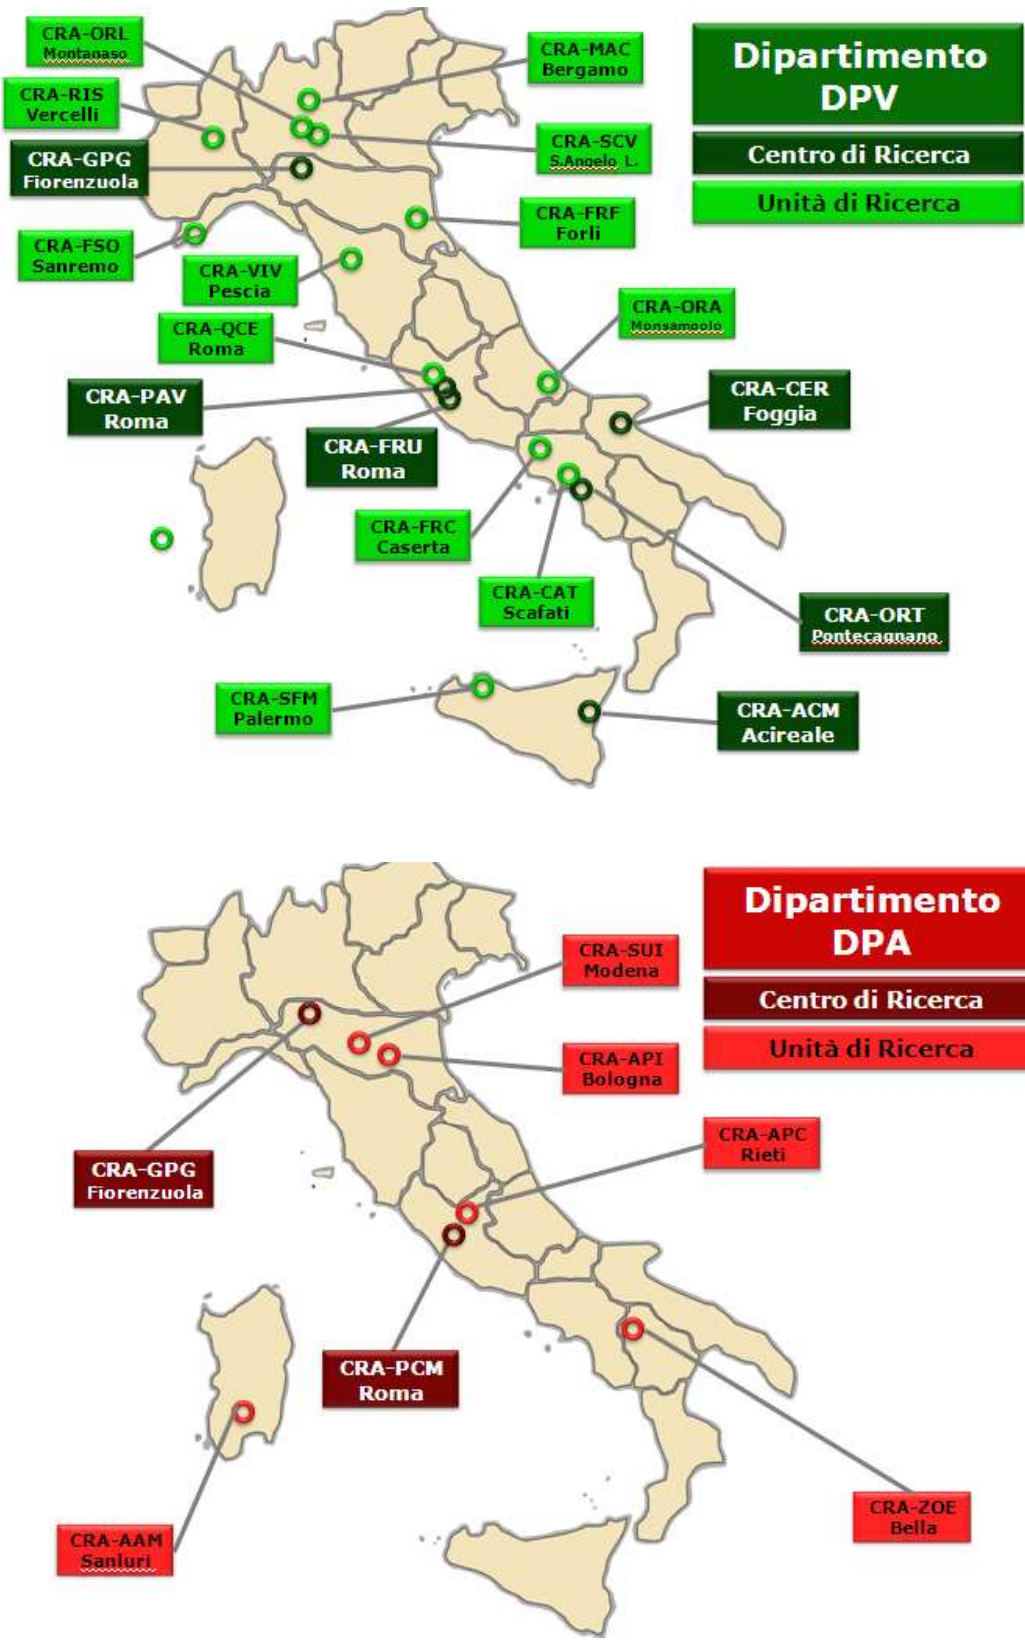 CRA-ORL
Montanaso
CRA-MAC
Bergamo
Dipartimento
DPV
CRA-RIS
Vercelli
CRA-SCV
S.Angelo L.
Centro di Ricerca
CRA-GPG
Fiorenzuola
Unità di Ricerca
CRA-FRF
Forli
CRA-FSO
Sanremo
CRA-VIV
Pescia
CRA-ORA
Monsampolo
CRA-QCE
Roma
CRA-PAV
Roma
CRA-CER
Foggia
CRA-FRU
Roma
CRA-FRC
Caserta
CRA-CAT
Scafati
CRA-ORT
Pontecagnano
CRA-SFM
Palermo
CRA-ACM
Acireale
Dipartimento
DPA
CRA-SUI
Modena
Centro di Ricerca
Unità di Ricerca
CRA-API
Bologna
CRA-APC
Rieti
CRA-GPG
Fiorenzuola
CRA-PCM
Roma
CRA-ZOE
Bella
CRA-AAM
Sanluri